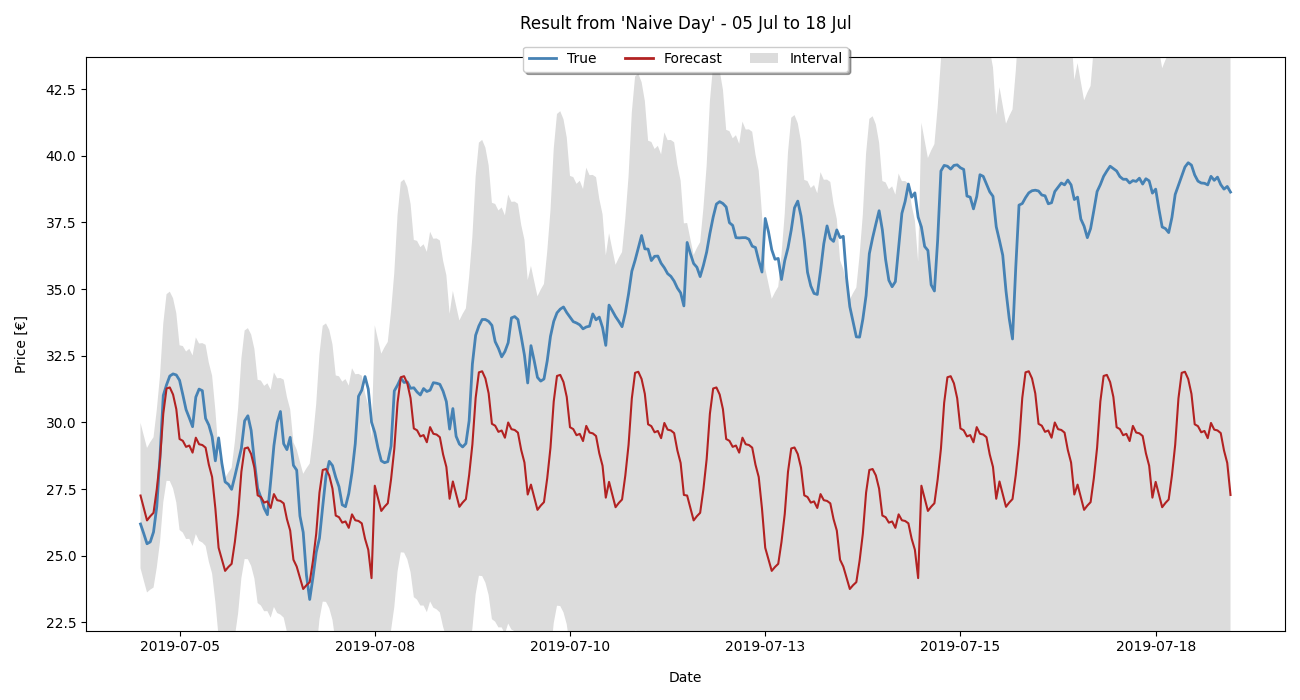 Result from 'Naive Day' - 05 Jul to 18 Jul
True Forecast Interval
42.5
40.0
37.5
35.0
32.5
30.0
27.5
25.0
22.5
Price [€]
2019-07-05 2019-07-08 2019-07-10 2019-07-13 2019-07-15 2019-07-18
Date